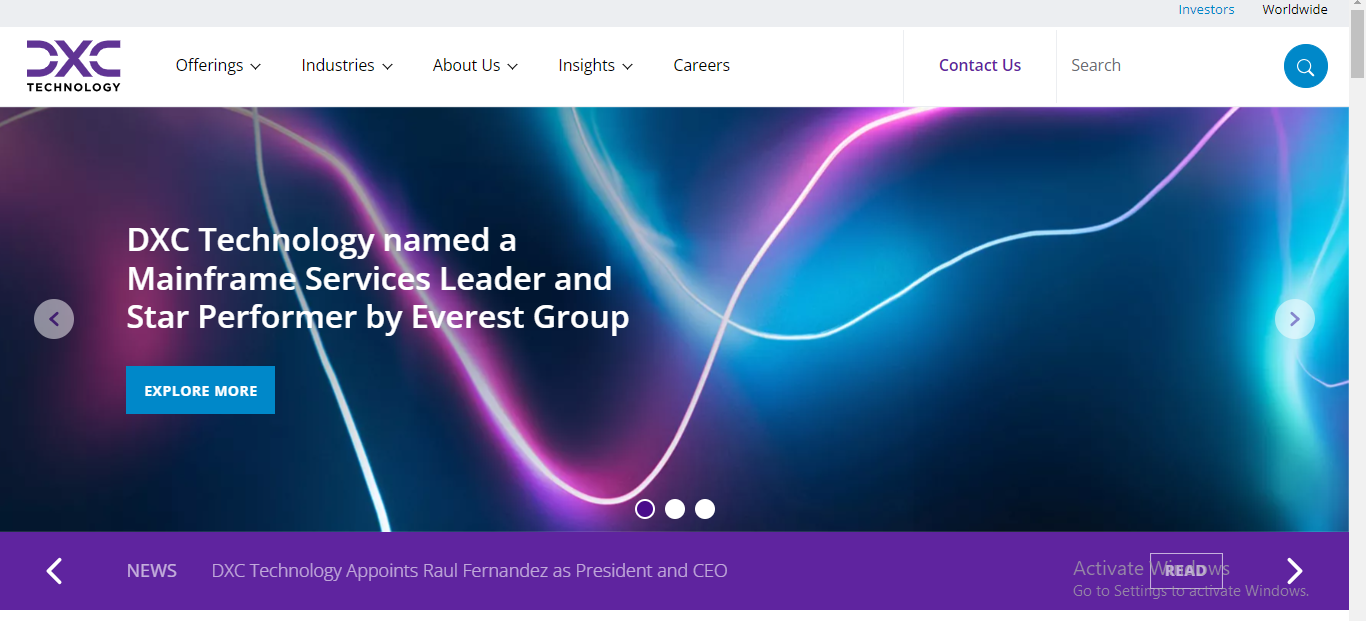 Investors Worldwide
DXC
TECHNOLOGY
Offerings Industries About Us Insights Careers Contact Us Search
DXC Technology named a
Mainframe Services Leader and
Star Performer by Everest Group
EXPLORE MORE
NEWS DXC Technology Appoints Raul Fernandez as President and CEO READ
Activate Windows
Go to Settings to activate Windows.